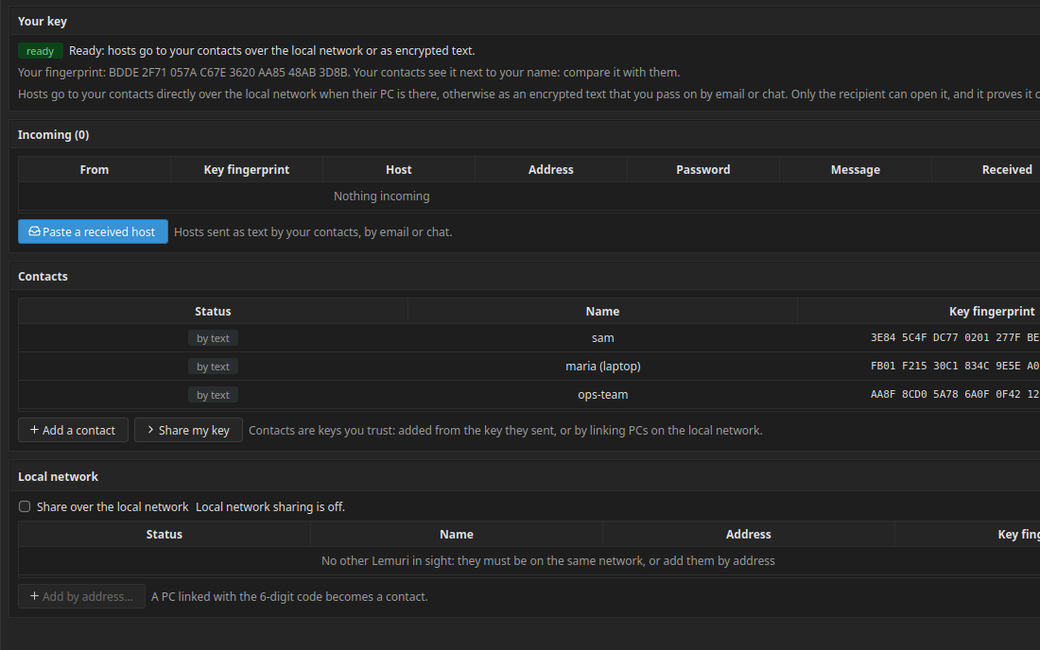 Your key
ready Ready: hosts go to your contacts over the local network or as encrypted text.
Your fingerprint: BDDE 2F71 057A C67E 3620 AA85 48AB 3D8B. Your contacts see it next to your name: compare it with them.
Hosts go to your contacts directly over the local network when their PC is there, otherwise as an encrypted text that you pass on by email or chat. Only the recipient can open it, and it proves it
Incoming (0)
From Key fingerprint Host Address Password Message Received
Nothing incoming
Paste a received host Hosts sent as text by your contacts, by email or chat.
Contacts
Status Name Key fingerprint
by text sam 3E84 5C4F DC77 0201 277F BE
by text maria (laptop) FB01 F215 30C1 834C 9E5E A0
by text ops-team AA8F 8CD0 5A78 6A0F 0F42 12
+ Add a contact > Share my key Contacts are keys you trust: added from the key they sent, or by linking PCs on the local network.
Local network
Share over the local network Local network sharing is off.
Status Name Address Key fing
No other Lemuri in sight: they must be on the same network, or add them by address
+ Add by address... A PC linked with the 6-digit code becomes a contact.